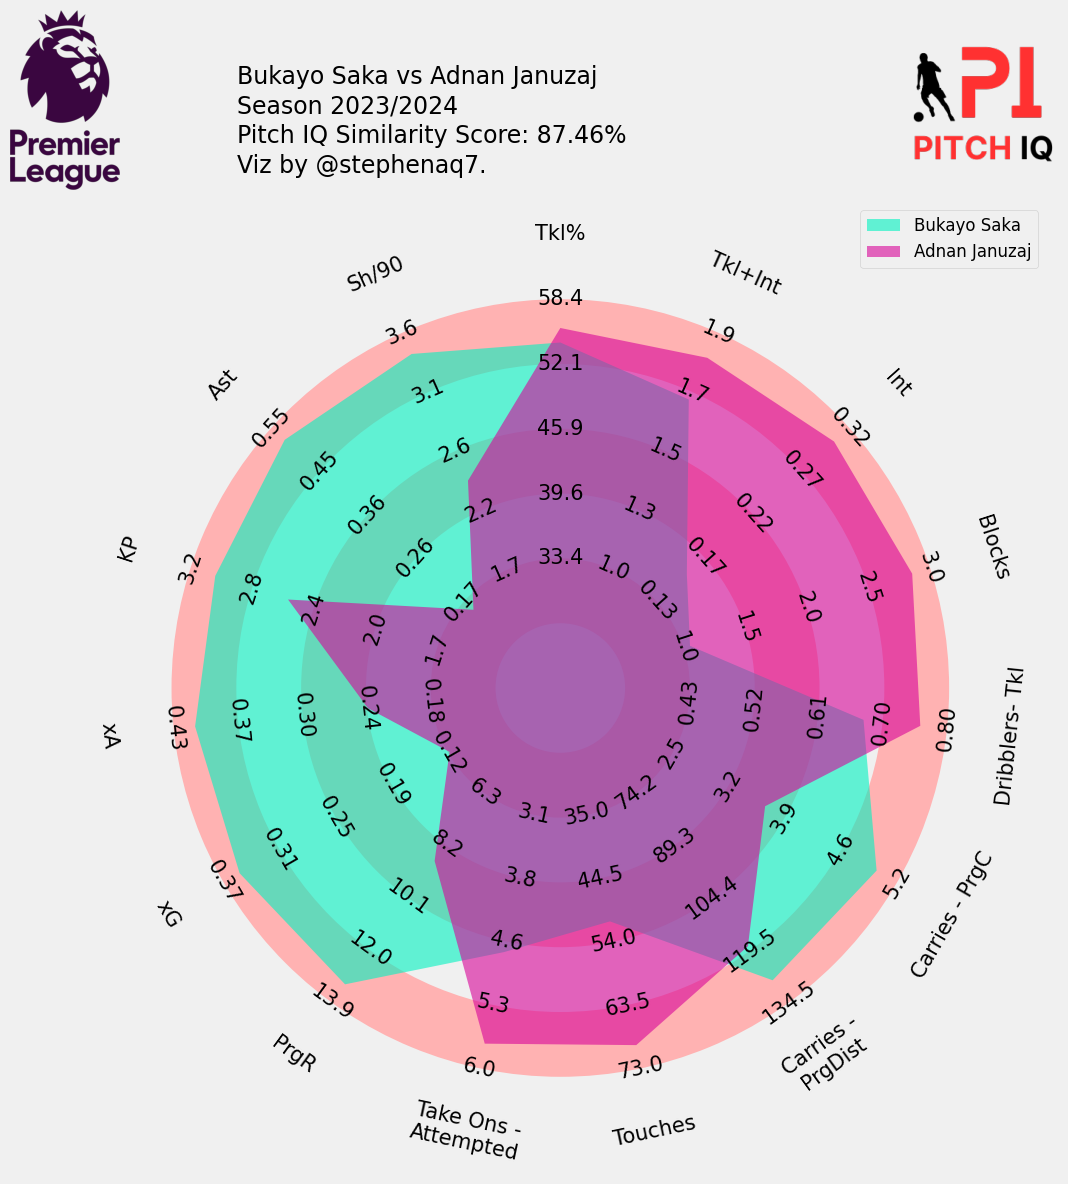 Bukayo Saka vs Adnan Januzaj
Season 2023/2024
Pitch IQ Similarity Score: 87.46%
Viz by @stephenaq7.
Premier
League
PI
PITCH IQ
Bukayo Saka
Adnan Januzaj
Tkl%
58.4
52.1
45.9
39.6
33.4
Tkl+Int
1.9
1.7
1.5
1.3
1.0
Int
0.32
0.27
0.22
0.17
0.13
Blocks
3.0
2.5
2.0
1.5
1.0
Dribblers- Tkl
0.80
0.70
0.61
0.52
0.43
Carries - PrgC
5.2
4.6
3.9
3.2
2.5
Carries -
PrgDist
134.5
119.5
104.4
89.3
74.2
Touches
73.0
63.5
54.0
44.5
35.0
Take Ons -
Attempted
6.0
5.3
4.6
3.8
3.1
PrgR
13.9
12.0
10.1
8.2
6.3
xG
0.37
0.31
0.25
0.19
0.12
xA
0.43
0.37
0.30
0.24
0.18
KP
3.2
2.8
2.4
2.0
1.7
Ast
0.55
0.45
0.36
0.26
0.17
Sh/90
3.6
3.1
2.6
2.2
1.7